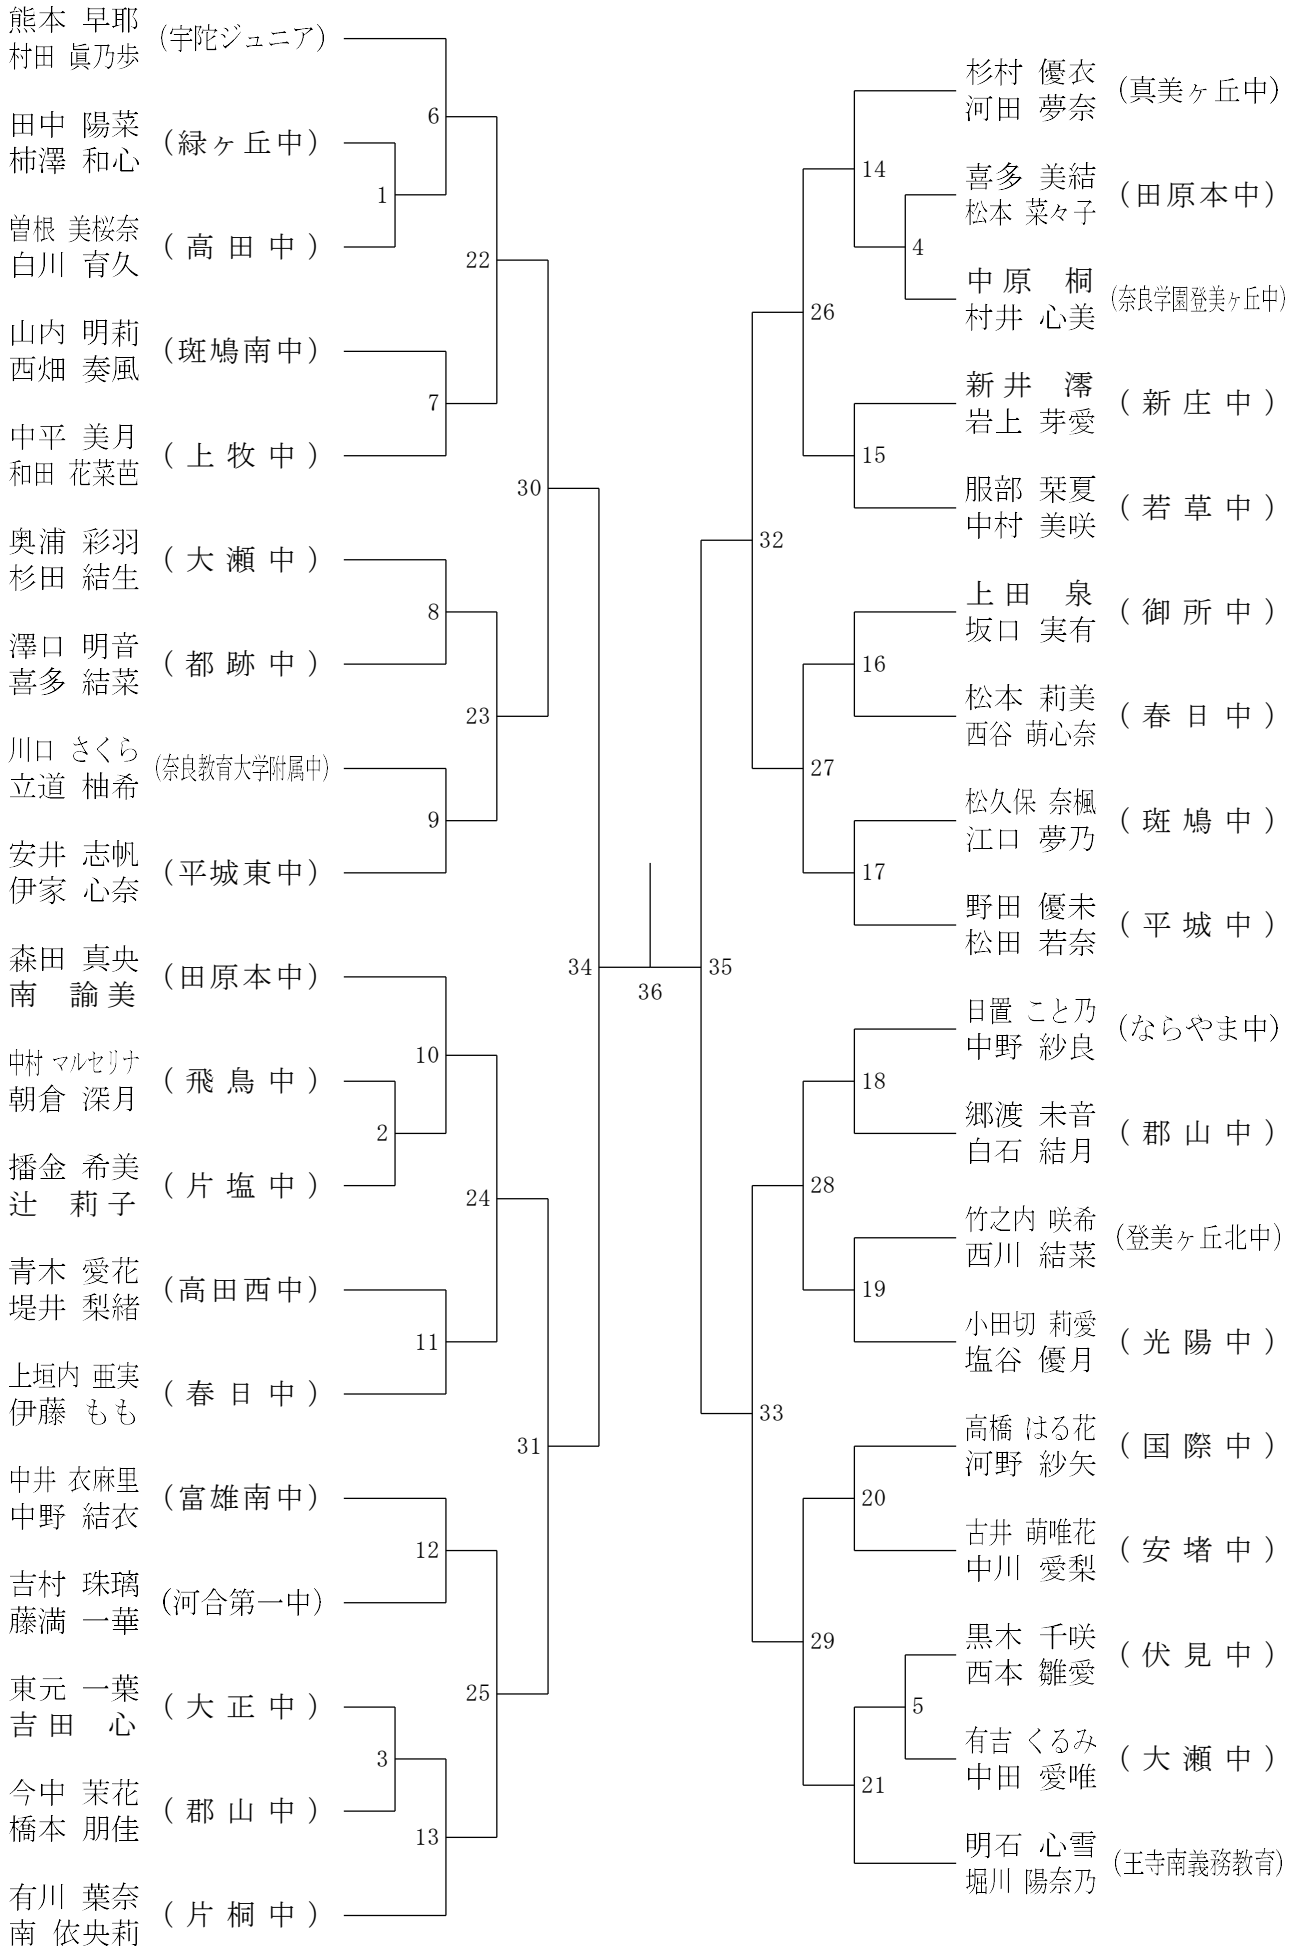 熊本 早耶
村田 眞乃歩
(宇陀ジュニア)
田中 陽菜
柿澤 和心
(緑ヶ丘中)
曽根 美桜奈
白川 育久
(高田中)
山内 明莉
西畑 奏風
(斑鳩南中)
中平 美月
和田 花菜芭
(上牧中)
奥浦 彩羽
杉田 結生
(大瀬中)
澤口 明音
喜多 結菜
(都跡中)
川口 さくら
立道 柚希
(奈良教育大学附属中)
安井 志帆
伊家 心奈
(平城東中)
森田 真央
南 諭美
(田原本中)
中村 マルセリナ
朝倉 深月
(飛鳥中)
播金 希美
辻 莉子
(片塩中)
青木 愛花
堤井 梨緒
(高田西中)
上垣内 亜実
伊藤 もも
(春日中)
中井 衣麻里
中野 結衣
(富雄南中)
吉村 珠璃
藤満 一華
(河合第一中)
東元 一葉
吉田 心
(大正中)
今中 茉花
橋本 朋佳
(郡山中)
有川 葉奈
南 依央莉
(片桐中)
1
2
3
6
7
8
9
10
11
12
13
22
23
24
25
30
31
34
36
35
32
33
26
27
28
29
14
15
16
17
18
19
20
21
4
5
杉村 優衣
河田 夢奈
(真美ヶ丘中)
喜多 美結
松本 菜々子
(田原本中)
中原 桐
村井 心美
(奈良学園登美ヶ丘中)
新井 澪
岩上 芽愛
(新庄中)
服部 栞夏
中村 美咲
(若草中)
上田 泉
坂口 実有
(御所中)
松本 莉美
西谷 萌心奈
(春日中)
松久保 奈楓
江口 夢乃
(斑鳩中)
野田 優未
松田 若奈
(平城中)
日置 こと乃
中野 紗良
(ならやま中)
郷渡 未音
白石 結月
(郡山中)
竹之内 咲希
西川 結菜
(登美ヶ丘北中)
小田切 莉愛
塩谷 優月
(光陽中)
高橋 はる花
河野 紗矢
(国際中)
古井 萌唯花
中川 愛梨
(安堵中)
黒木 千咲
西本 雛愛
(伏見中)
有吉 くるみ
中田 愛唯
(大瀬中)
明石 心雪
堀川 陽奈乃
(王寺南義務教育)